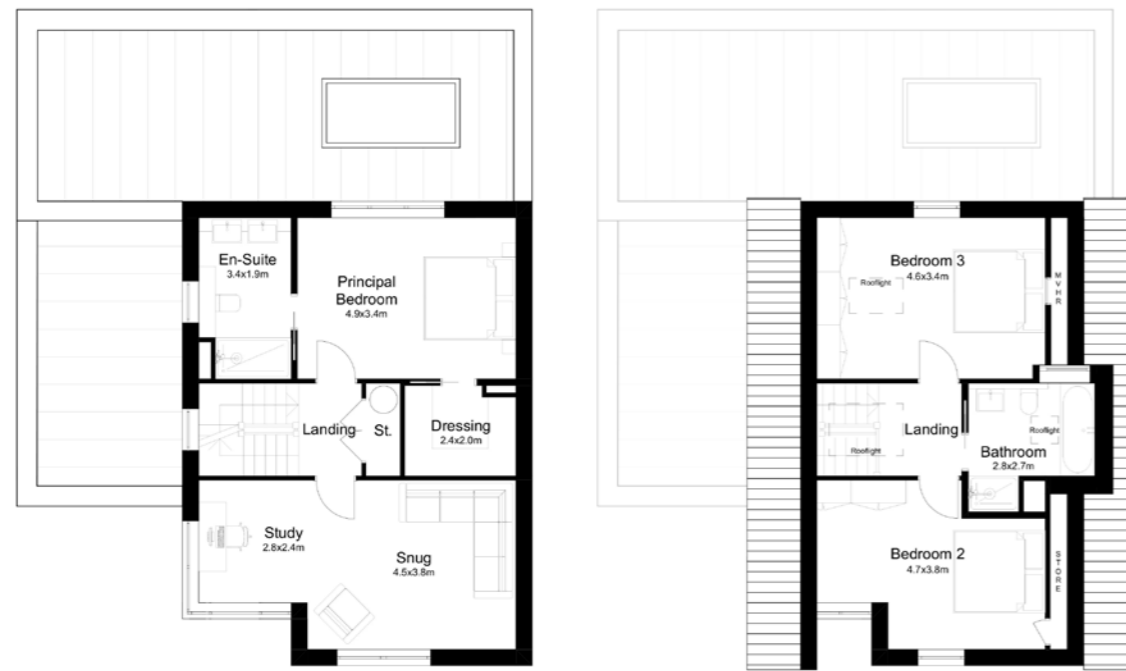 En-Suite
3.4x1.9m
Principal
Bedroom
4.9x3.4m
Landing
St.
Dressing
2.4x2.0m
Study
2.8x2.4m
Snug
4.5x3.8m
Bedroom 3
4.6x3.4m
Rooflight
MVHR
Landing
Rooflight
Rooflight
Bathroom
2.8x2.7m
Bedroom 2
4.7x3.8m
STORE